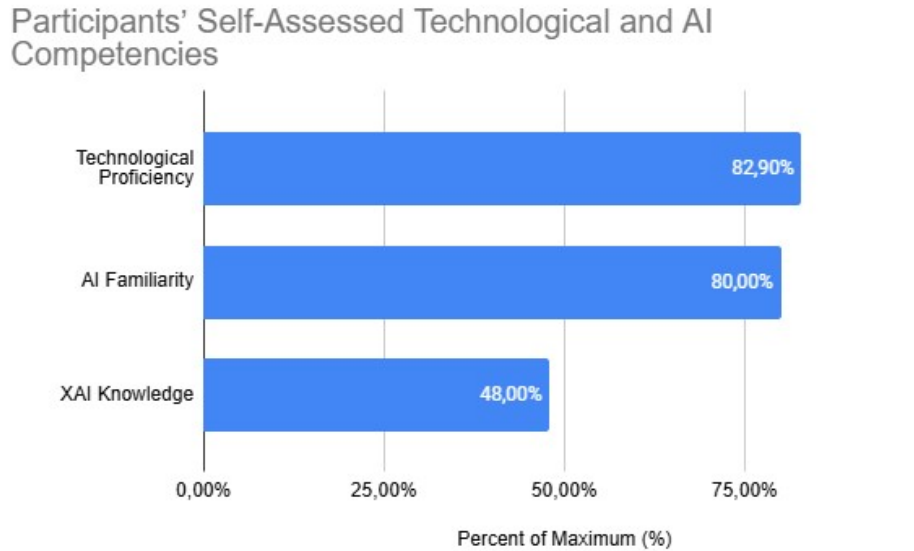 Participants’ Self-Assessed Technological and AI
Competencies
Technological
Proficiency
82,90%
AI Familiarity
80,00%
XAI Knowledge
48,00%
0,00%
25,00%
50,00%
75,00%
Percent of Maximum (%)